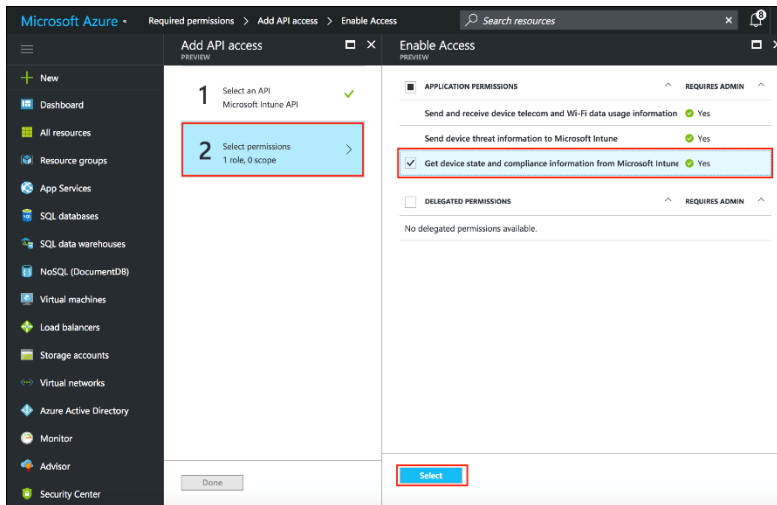 Microsoft Azure
Required permissions > Add API access > Enable Access
Search resources
8
New
Dashboard
All resources
Resource groups
App Services
SQL databases
SQL data warehouses
NoSQL (DocumentDB)
Virtual machines
Load balancers
Storage accounts
Virtual networks
Azure Active Directory
Monitor
Advisor
Security Center
Add API access
PREVIEW
1
Select an API
Microsoft Intune API
2
Select permissions
1 role, 0 scope
Done
Enable Access
PREVIEW
APPLICATION PERMISSIONS REQUIRES ADMIN
Send and receive device telecom and Wi-Fi data usage information Yes
Send device threat information to Microsoft Intune Yes
Get device state and compliance information from Microsoft Intune Yes
DELEGATED PERMISSIONS REQUIRES ADMIN
No delegated permissions available.
Select